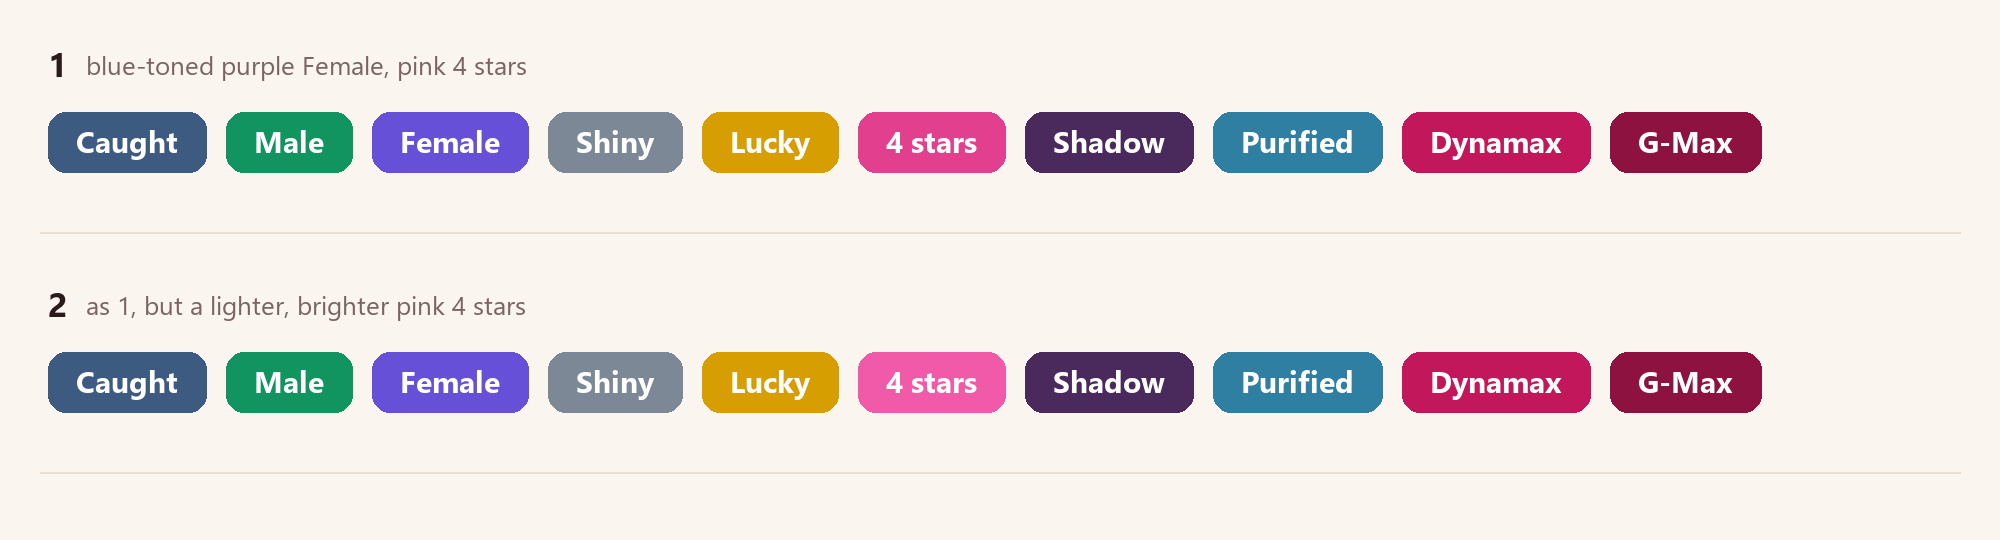 1 blue-toned purple Female, pink 4 stars
Caught Male Female Shiny Lucky 4 stars Shadow Purified Dynamax G-Max
2 as 1, but a lighter, brighter pink 4 stars
Caught Male Female Shiny Lucky 4 stars Shadow Purified Dynamax G-Max